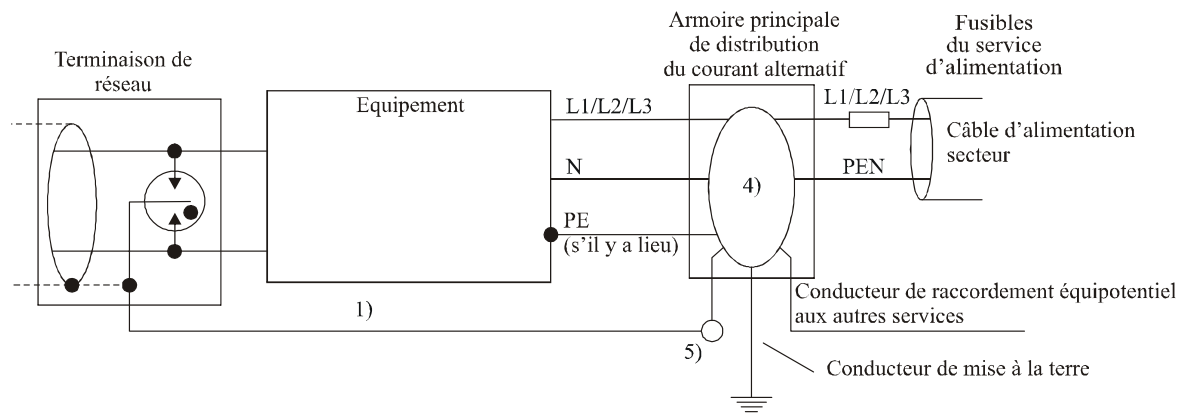 Terminaison de
réseau
Equipement
L1/L2/L3
N
PE
(s'il y a lieu)
1)
Armoire principale
de distribution
du courant alternatif
4)
5)
L1/L2/L3
PEN
Fusibles
du service
d'alimentation
Câble d'alimentation
secteur
Conducteur de raccordement équipotentiel
aux autres services
Conducteur de mise à la terre